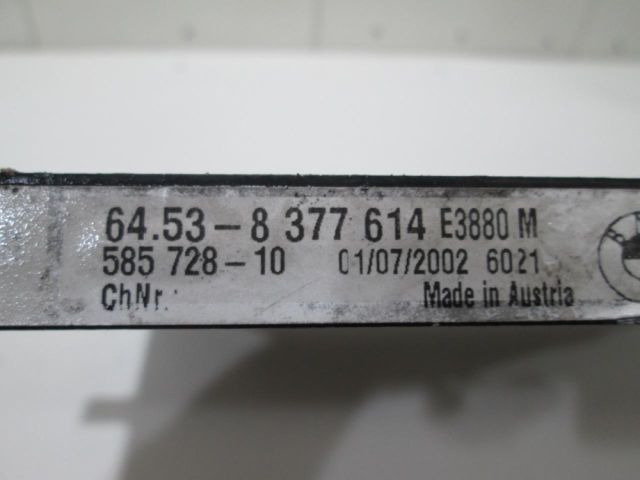 64.53-8 377 614 E3880 M
585 728-10 01/07/2002 6021
ChNr.:
Made in Austria